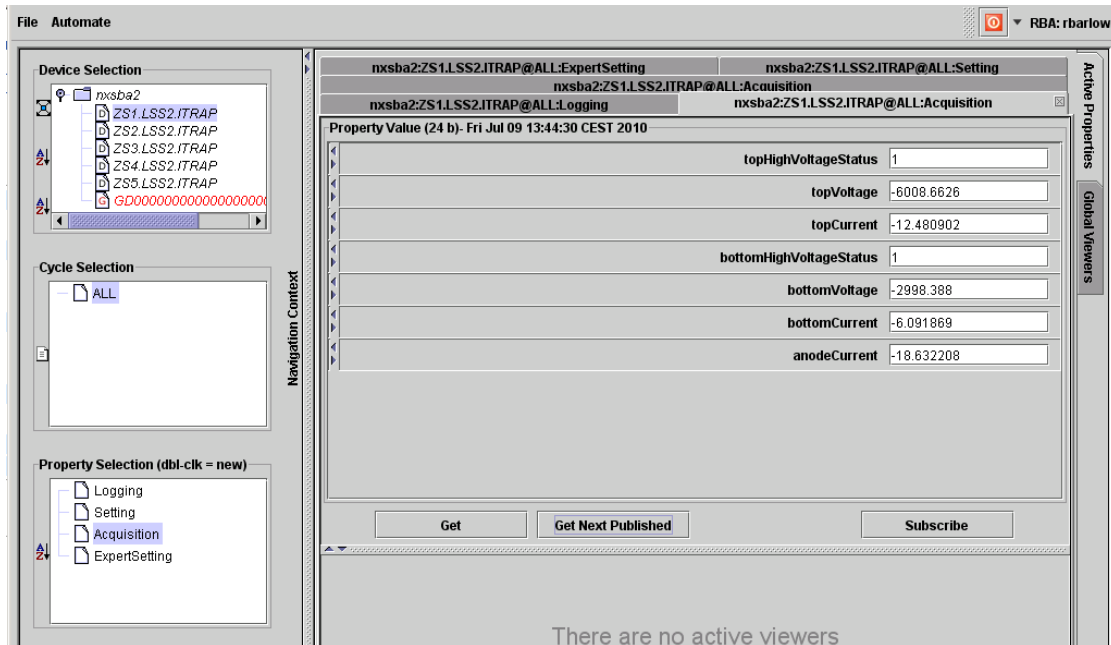 File Automate
RBA: rbarlow
Device Selection
nxsba2
ZS1.LSS2.ITRAP
ZS2.LSS2.ITRAP
ZS3.LSS2.ITRAP
ZS4.LSS2.ITRAP
ZS5.LSS2.ITRAP
Cycle Selection
ALL
Property Selection (dbl-clk = new)
Logging
Setting
Acquisition
ExpertSetting
Navigation Context
nxsba2:ZS1.LSS2.ITRAP@ALL:ExpertSetting
nxsba2:ZS1.LSS2.ITRAP@ALL:Setting
nxsba2:ZS1.LSS2.ITRAP@ALL:Acquisition
nxsba2:ZS1.LSS2.ITRAP@ALL:Logging
nxsba2:ZS1.LSS2.ITRAP@ALL:Acquisition
Property Value (24 b)- Fri Jul 09 13:44:30 CEST 2010
topHighVoltageStatus 1
topVoltage -6008.6626
topCurrent -12.480902
bottomHighVoltageStatus 1
bottomVoltage -2998.388
bottomCurrent -6.091869
anodeCurrent -18.632208
Get
Get Next Published
Subscribe
There are no active viewers
Active Properties
Global Viewers